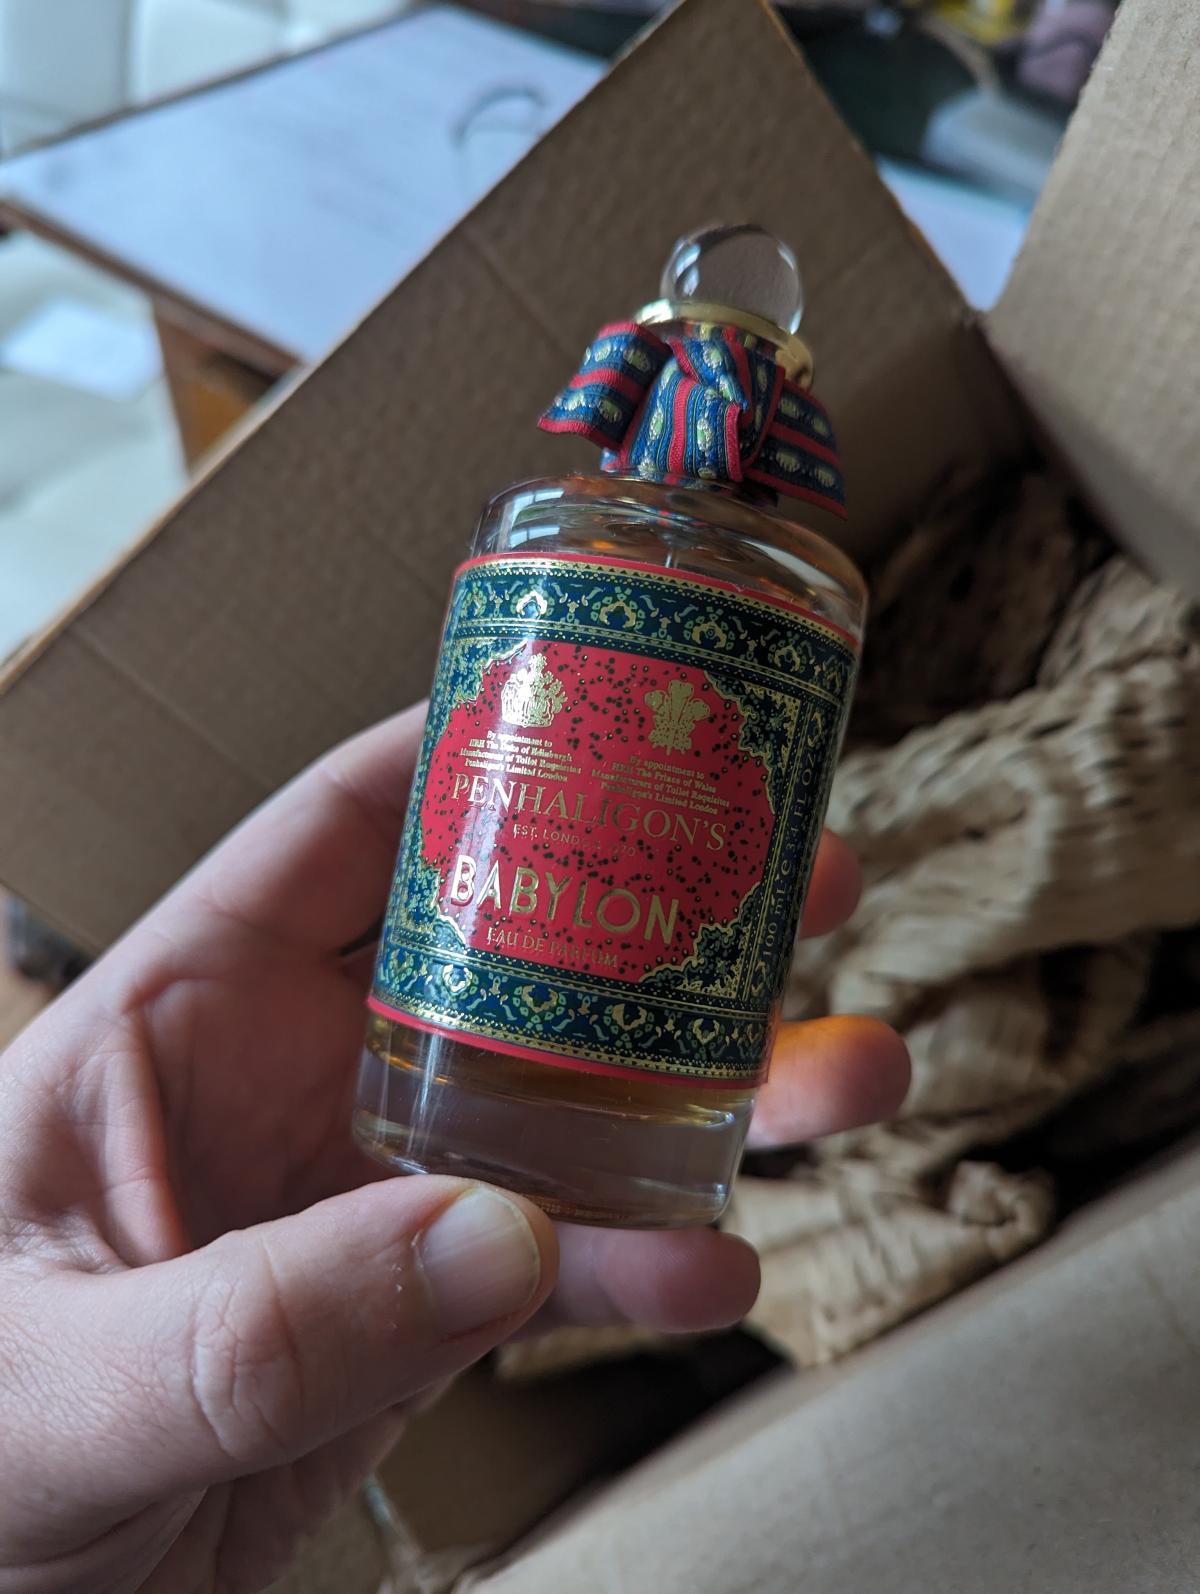 By appointment to
HRH The Duke of Edinburgh
Manufacturers of Toilet Requisites
Penhaligon's Limited London
By appointment to
HRH The Prince of Wales
Manufacturers of Toilet Requisites
Penhaligon's Limited London
PENHALIGON'S
EST. LONDON 1870
BABYLON
EAU DE PARFUM
100 mL ℮ 3.4 FL. OZ.